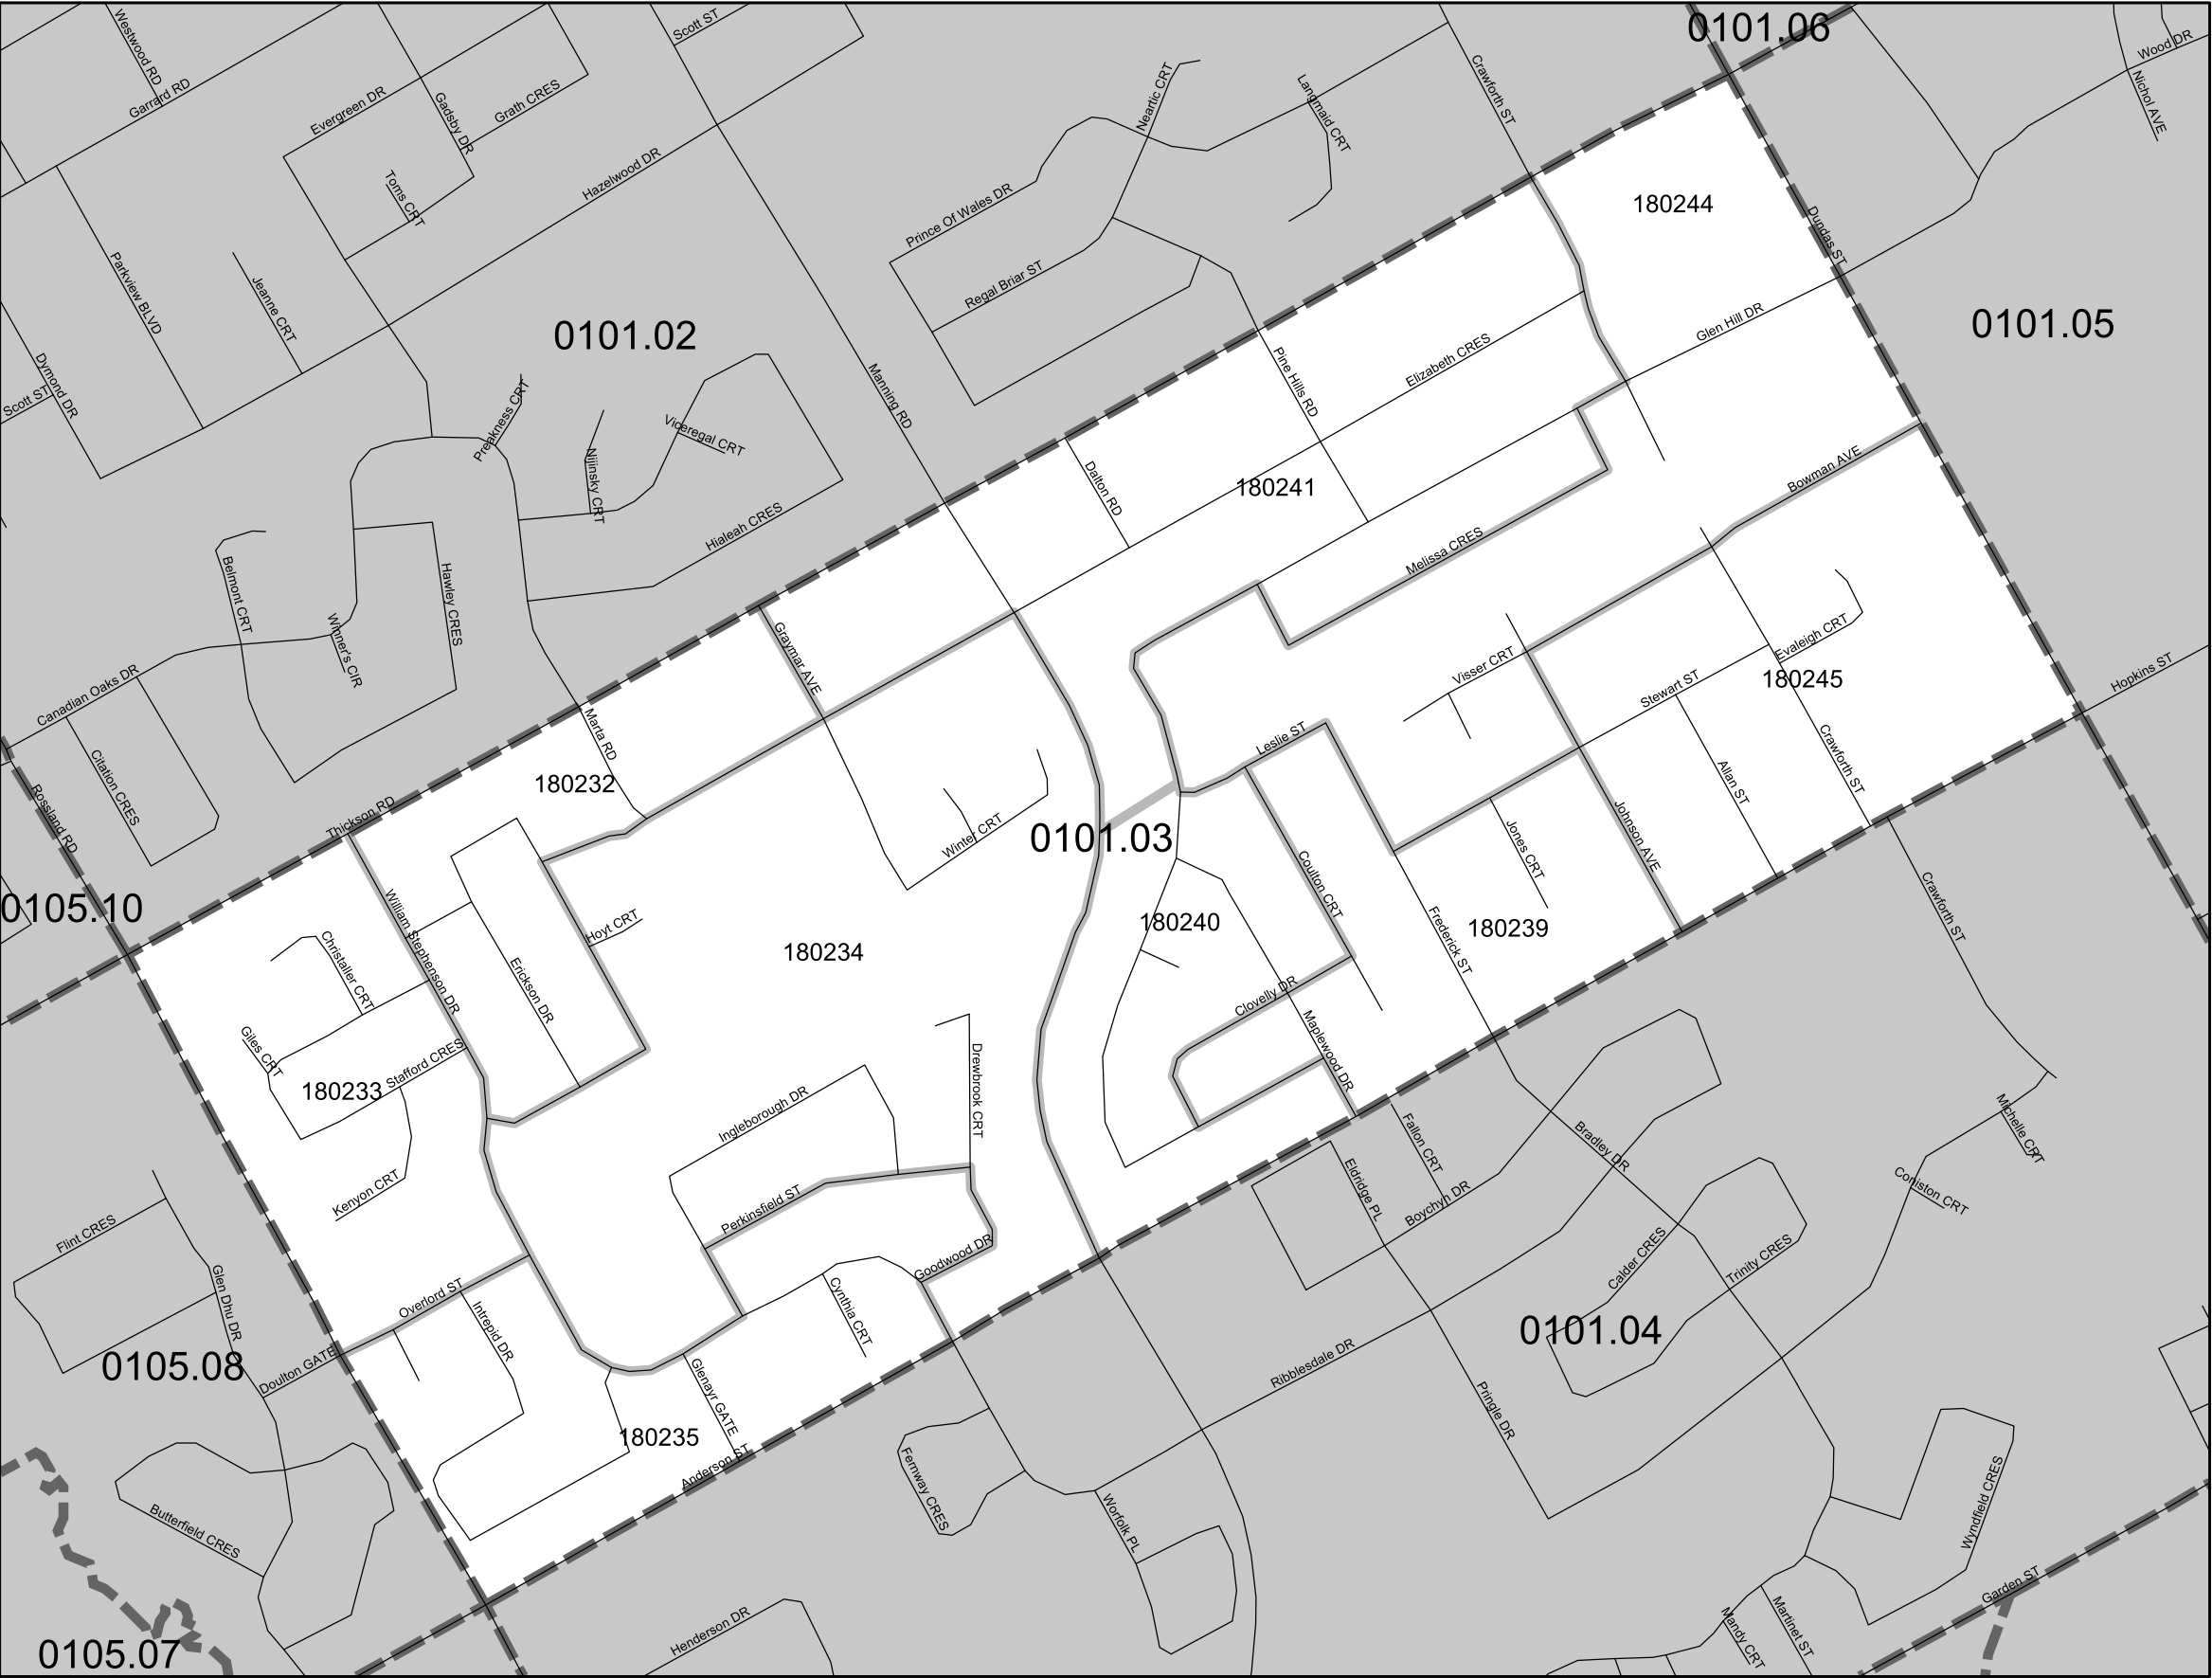 0101.06
Westwood RD
Scott ST
Wood DR
Garrard RD
Evergreen DR
Gadsby DR
Grath CRES
Neartic CRT
Langmaid CRT
Crawforth ST
Nichol AVE
Toms CRT
Hazelwood DR
Prince Of Wales DR
180244
Dundas ST
Parkview BLVD
Jeanne CRT
Regal Briar ST
0101.02
0101.05
Glen Hill DR
Dymond DR
Scott ST
Manning RD
Pine Hills RD
Elizabeth CRES
Preakness CRT
Viceregal CRT
Nijinsky CRT
Dalton RD
180241
Bowman AVE
Hialeah CRES
Melissa CRES
Belmont CRT
Hawley CRES
Winner's CIR
Graymar AVE
Visser CRT
Evaleigh CRT
180245
Stewart ST
Hopkins ST
Canadian Oaks DR
Citation CRES
Marta RD
Leslie ST
Crawforth ST
Allan ST
180232
Rossland RD
Thickson RD
0101.03
Winter CRT
Johnson AVE
Jones CRT
Coulton CRT
0105.10
William Stephenson DR
Christaller CRT
Hoyt CRT
180234
180240
Frederick ST
180239
Crawforth ST
Erickson DR
Clovelly DR
Maplewood DR
Giles CRT
Stafford CRES
180233
Drewbrook CRT
Ingleborough DR
Fallon CRT
Bradley DR
Michelle CRT
Kenyon CRT
Perkinsfield ST
Eldridge PL
Boychyn DR
Coniston CRT
Flint CRES
Glen Dhu DR
Goodwood DR
Calder CRES
Trinity CRES
Overlord ST
Intrepid DR
Cynthia CRT
0101.04
0105.08
Doulton GATE
Glenayr GATE
Ribblesdale DR
Pringle DR
180235
Anderson ST
Fernway CRES
Butterfield CRES
Worfolk PL
Wyndfield CRES
Garden ST
Henderson DR
Mandy CRT
Martinet ST
0105.07